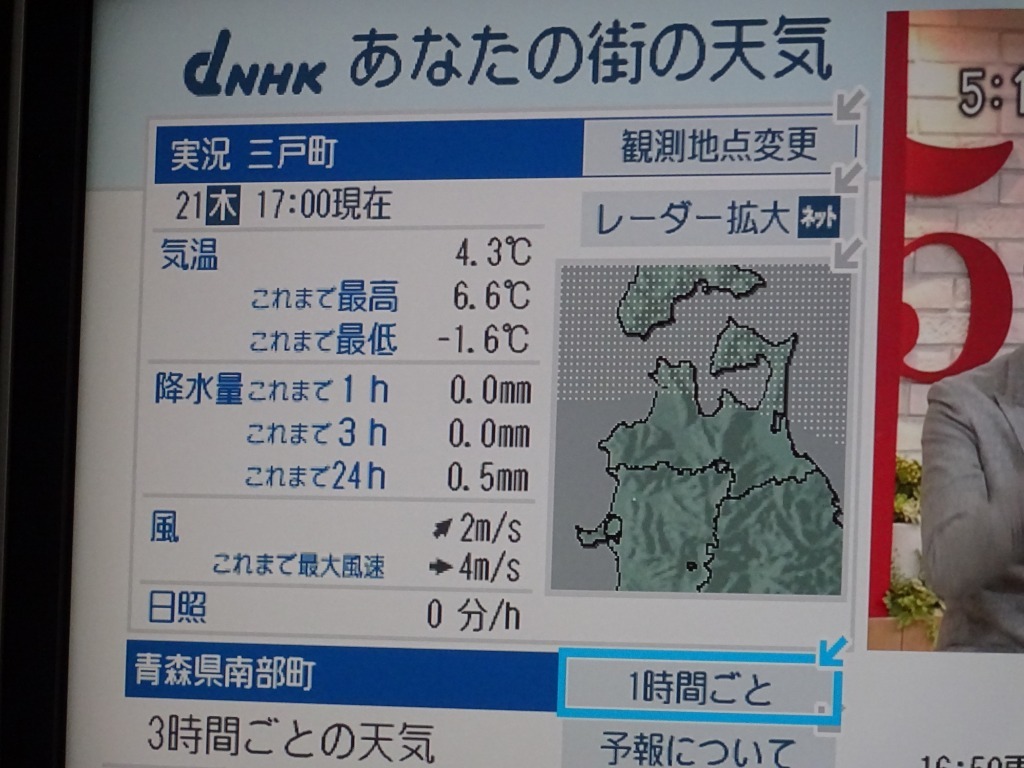 dNHK あなたの街の天気
5:1
実況 三戸町
観測地点変更
21木 17:00現在
レーダー拡大 ネット
気温 4.3℃
これまで最高 6.6℃
これまで最低 -1.6℃
降水量これまで1h 0.0mm
これまで3h 0.0mm
これまで24h 0.5mm
風 2m/s
これまで最大風速 4m/s
日照 0 分/h
青森県南部町
1時間ごと
3時間ごとの天気
予報について